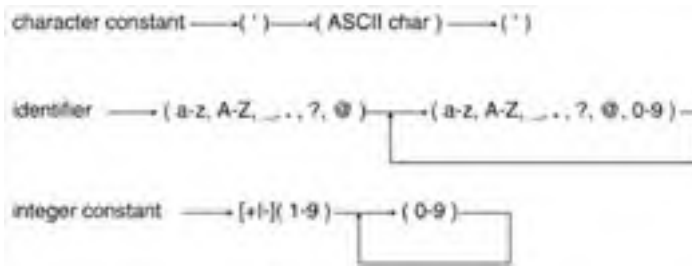 character constant ( ' ) ( ASCII char ) ( ' )
identifier ( a-z, A-Z, _, ., ?, @ ) ( a-z, A-Z, _, ., ?, @, 0-9 )
integer constant [+|-]( 1-9 ) ( 0-9 )